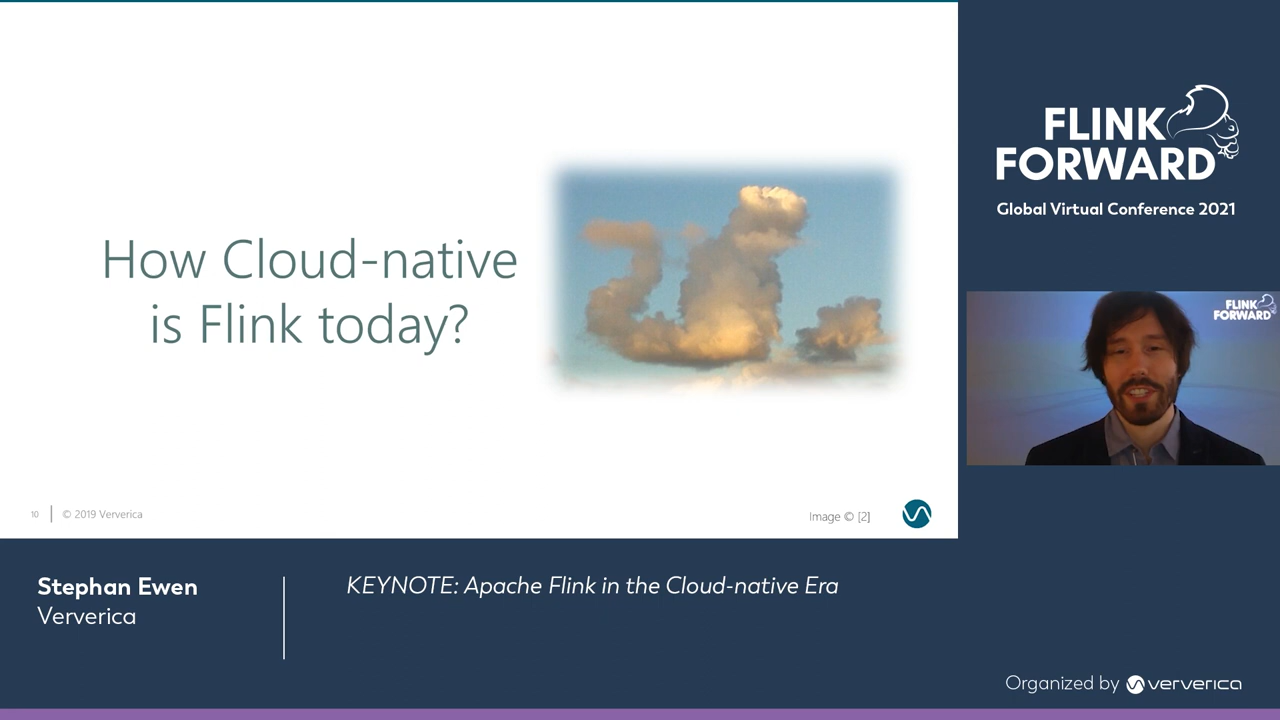 How Cloud-native
is Flink today?
10
© 2019 Ververica
Image © [2]
FLINK
FORWARD
Global Virtual Conference 2021
FLINK
FORWARD
Stephan Ewen
Ververica
KEYNOTE: Apache Flink in the Cloud-native Era
Organized by ververica